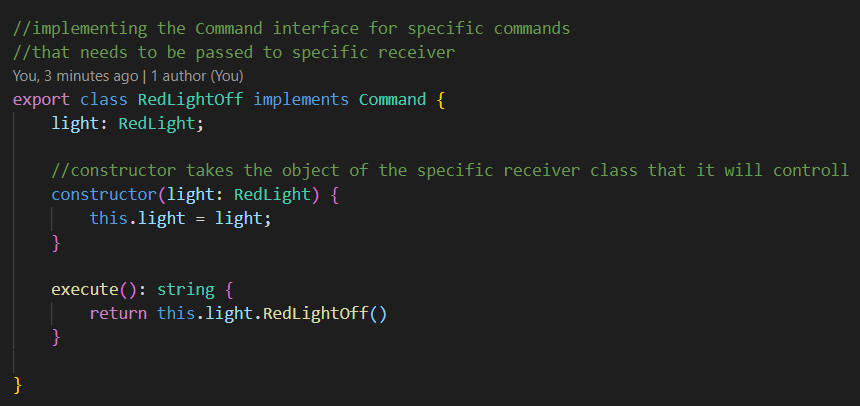 //implementing the Command interface for specific commands
//that needs to be passed to specific receiver
You, 3 minutes ago | 1 author (You)
export class RedLightOff implements Command {
    light: RedLight;
    //constructor takes the object of the specific receiver class that it will controll
    constructor(light: RedLight) {
        this.light = light;
    }
    execute(): string {
        return this.light.RedLightOff()
    }
}